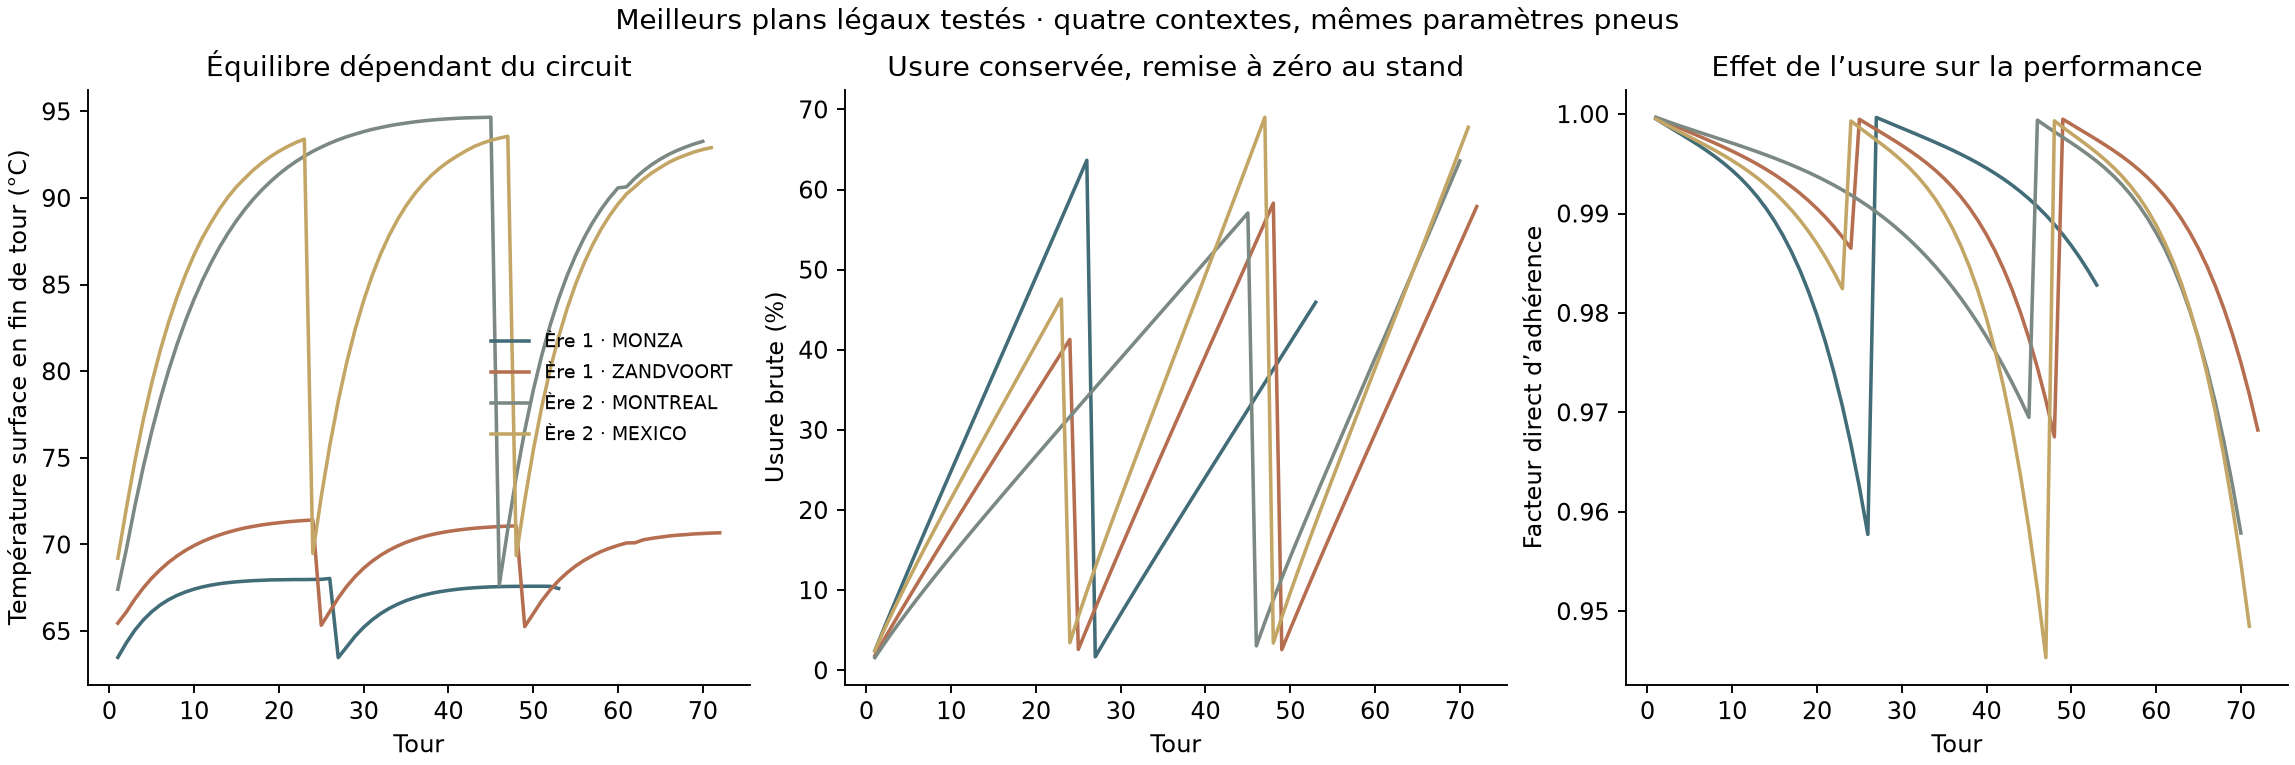 Meilleurs plans légaux testés · quatre contextes, mêmes paramètres pneus
Équilibre dépendant du circuit
Température surface en fin de tour (°C)
95
90
85
80
75
70
65
0 10 20 30 40 50 60 70
Tour
Ère 1 · MONZA
Ère 1 · ZANDVOORT
Ère 2 · MONTREAL
Ère 2 · MEXICO
Usure conservée, remise à zéro au stand
Usure brute (%)
70
60
50
40
30
20
10
0
0 10 20 30 40 50 60 70
Tour
Effet de l’usure sur la performance
Facteur direct d’adhérence
1.00
0.99
0.98
0.97
0.96
0.95
0 10 20 30 40 50 60 70
Tour